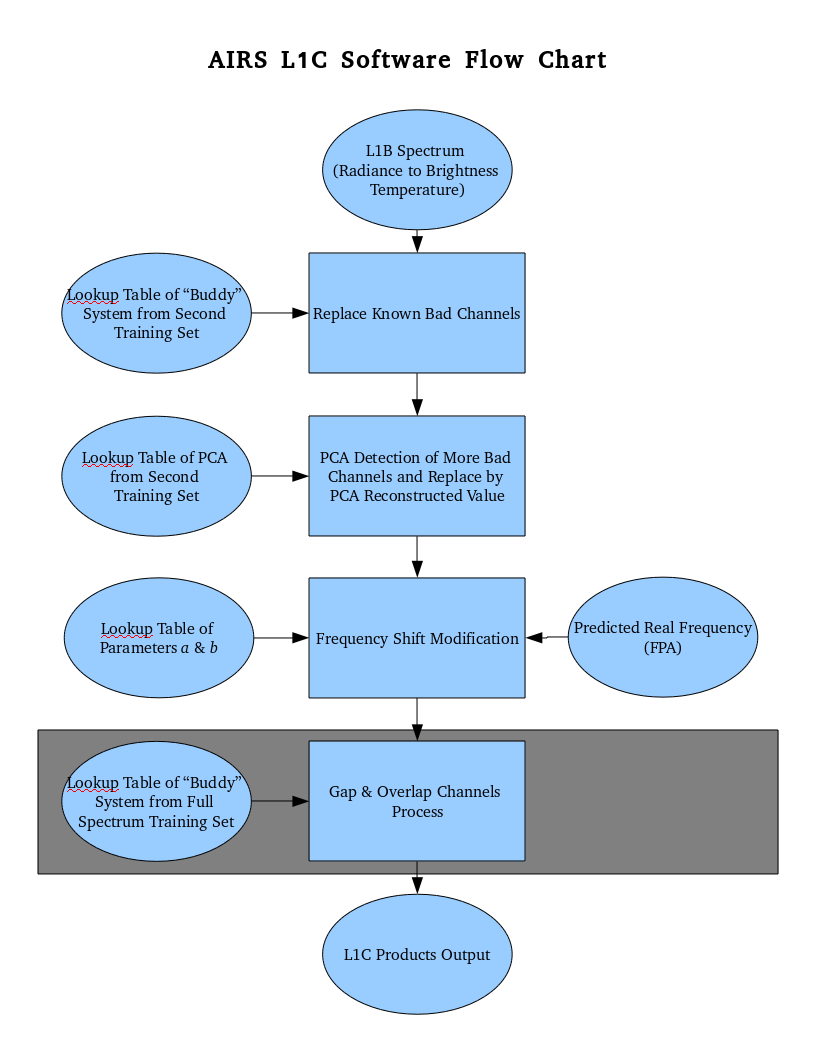 AIRS L1C Software Flow Chart
L1B Spectrum
(Radiance to Brightness
Temperature)
Lookup Table of “Buddy”
System from Second
Training Set
Replace Known Bad Channels
Lookup Table of PCA
from Second
Training Set
PCA Detection of More Bad
Channels and Replace by
PCA Reconstructed Value
Lookup Table of
Parameters a & b
Frequency Shift Modification
Predicted Real Frequency
(FPA)
Lookup Table of “Buddy”
System from Full
Spectrum Training Set
Gap & Overlap Channels
Process
L1C Products Output